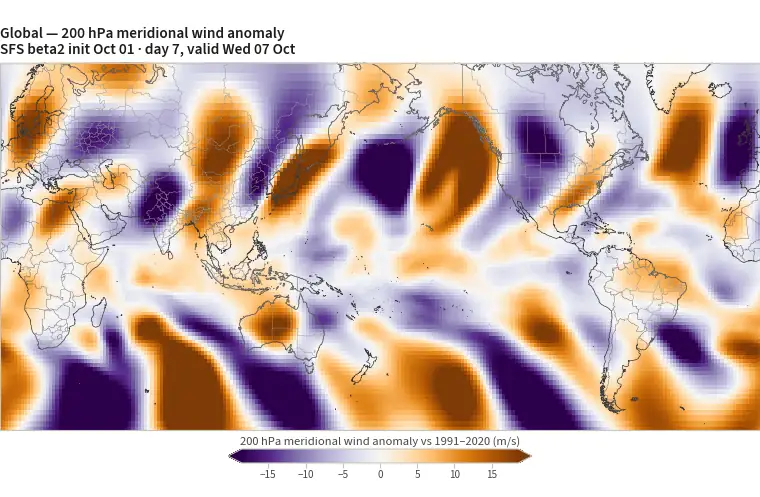 Global — 200 hPa meridional wind anomaly
SFS beta2 init Oct 01 · day 7, valid Wed 07 Oct
200 hPa meridional wind anomaly vs 1991–2020 (m/s)
−15 −10 −5 0 5 10 15